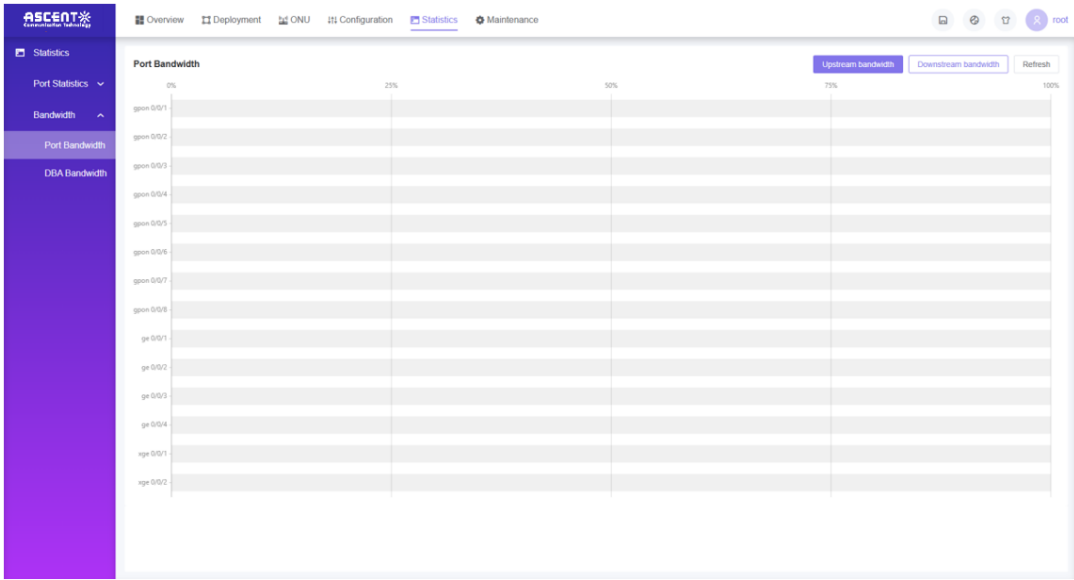 ASCENT
Communication Technology
Overview Deployment ONU Configuration Statistics Maintenance root
Statistics
Port Statistics
Bandwidth
Port Bandwidth
DBA Bandwidth
Port Bandwidth Upstream bandwidth Downstream bandwidth Refresh
0% 25% 50% 75% 100%
gpon 0/0/1
gpon 0/0/2
gpon 0/0/3
gpon 0/0/4
gpon 0/0/5
gpon 0/0/6
gpon 0/0/7
gpon 0/0/8
ge 0/0/1
ge 0/0/2
ge 0/0/3
ge 0/0/4
xge 0/0/1
xge 0/0/2